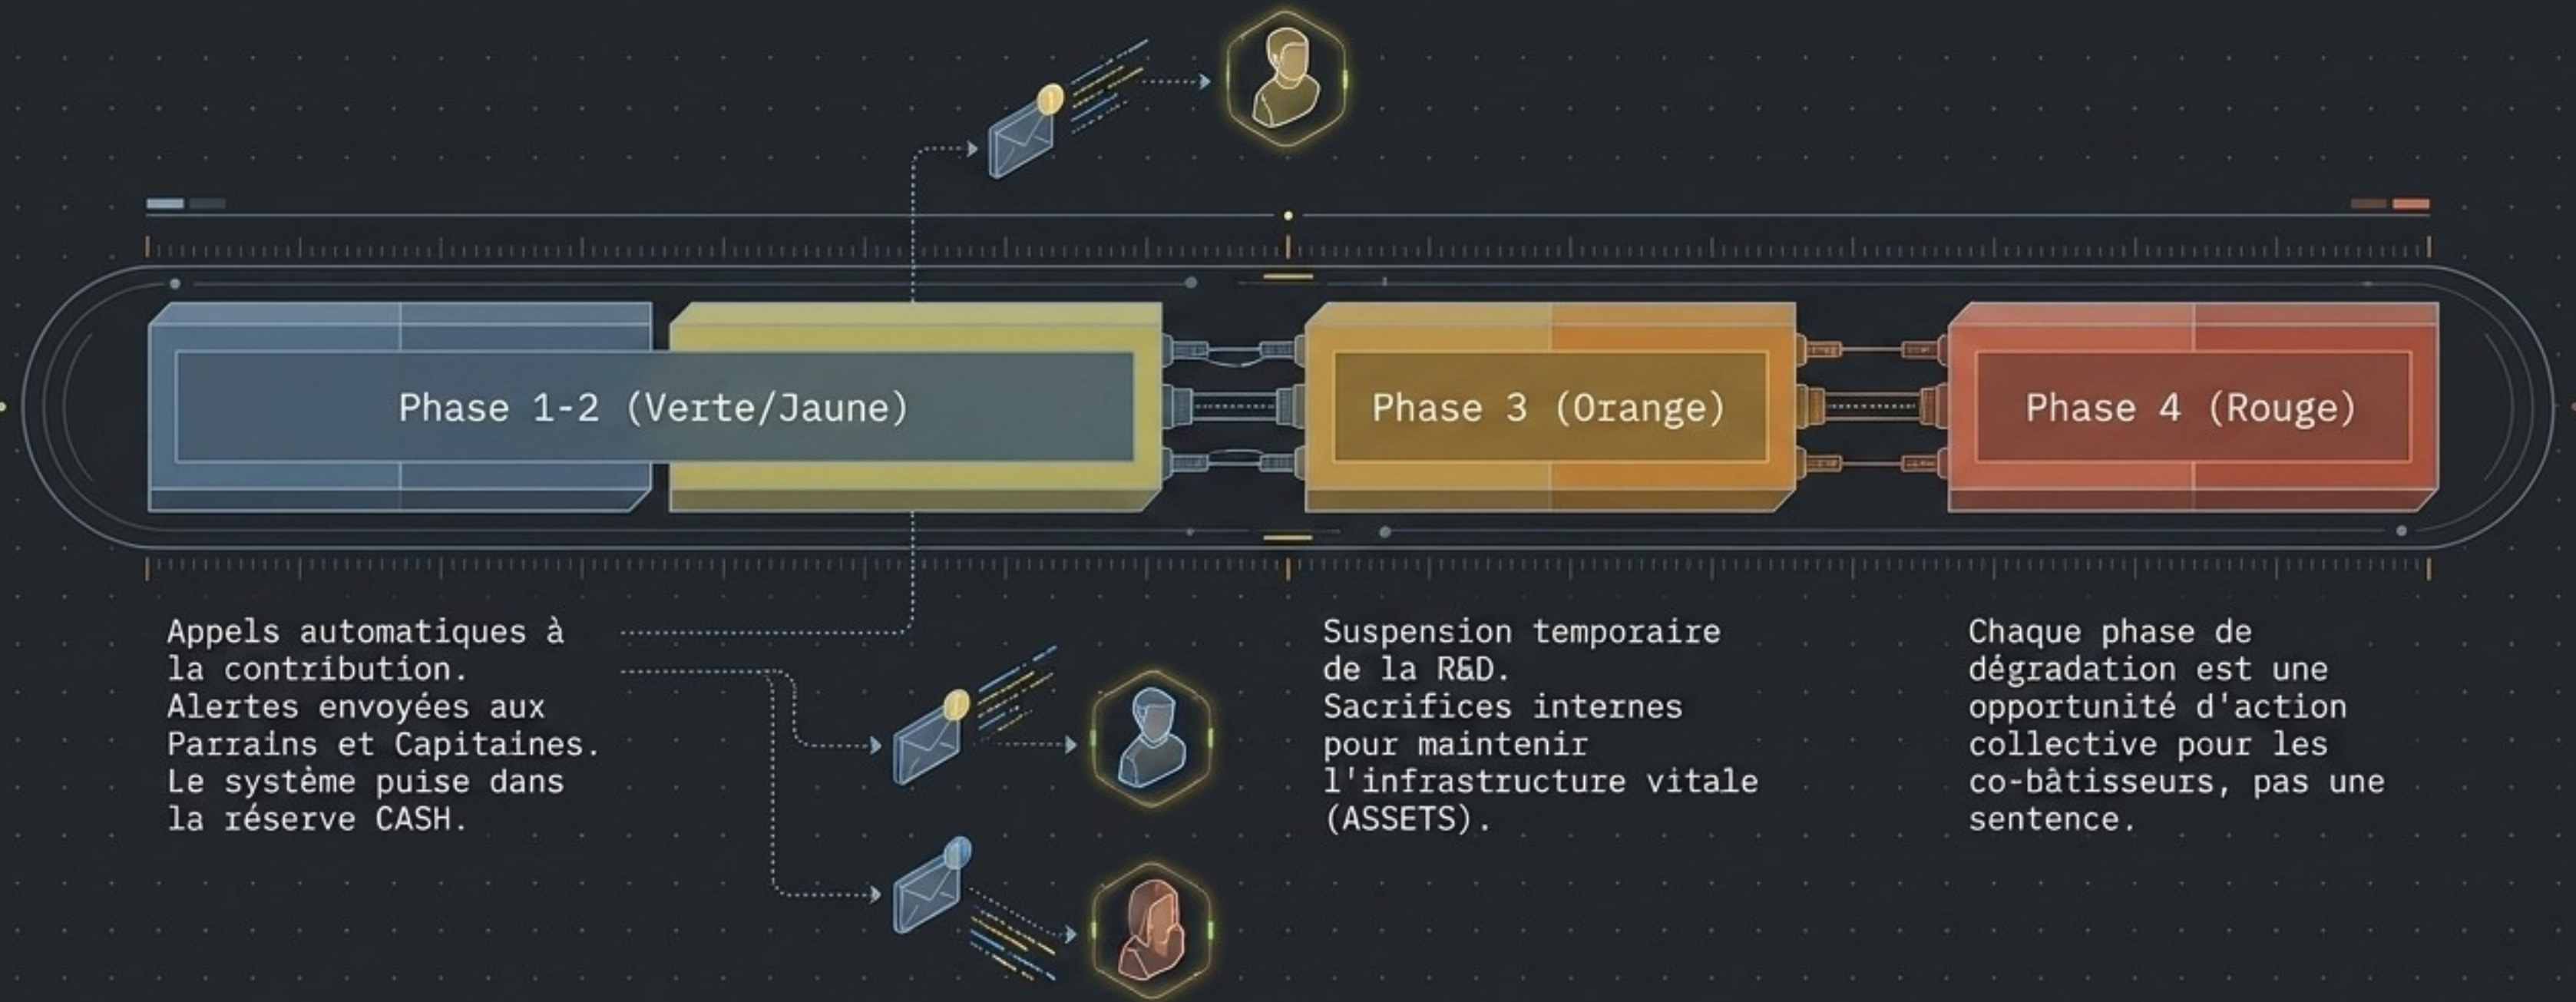 Phase 1-2 (Verte/Jaune)
Phase 3 (Orange)
Phase 4 (Rouge)
Appels automatiques à
la contribution.
Alertes envoyées aux
Parrains et Capitaines.
Le système puise dans
la réserve CASH.
Suspension temporaire
de la R&D.
Sacrifices internes
pour maintenir
l'infrastructure vitale
(ASSETS).
Chaque phase de
dégradation est une
opportunité d'action
collective pour les
co-bâtisseurs, pas une
sentence.